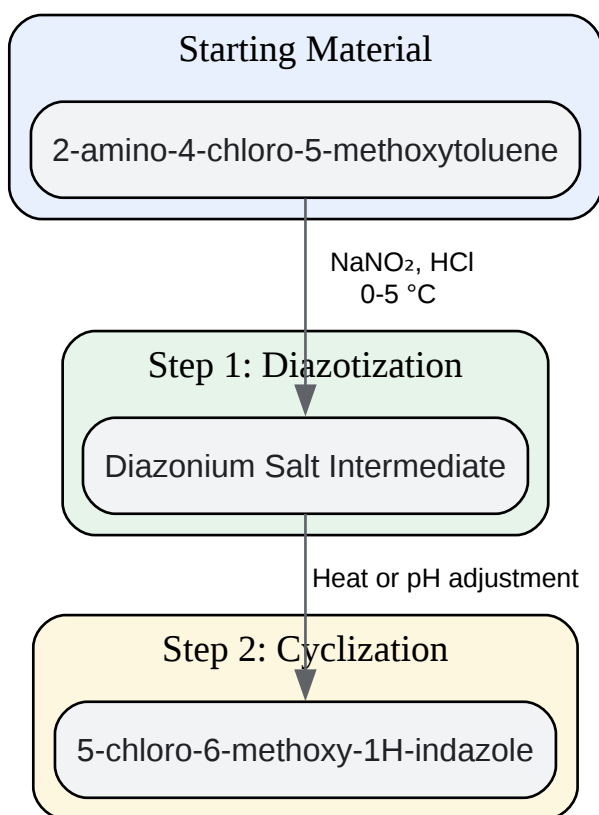 Starting Material
2-amino-4-chloro-5-methoxytoluene
NaNO₂, HCl
0-5 °C
Step 1: Diazotization
Diazonium Salt Intermediate
Heat or pH adjustment
Step 2: Cyclization
5-chloro-6-methoxy-1H-indazole